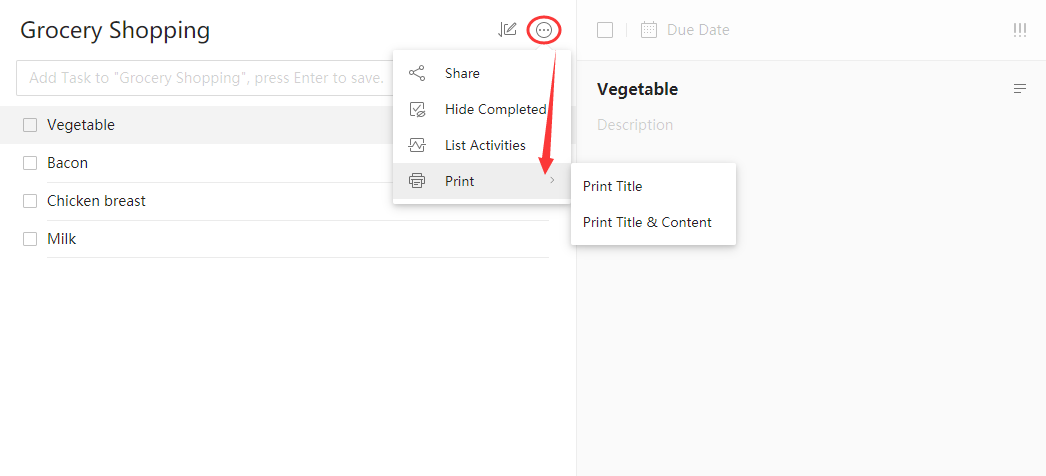 Grocery Shopping
Due Date
Add Task to "Grocery Shopping", press Enter to save.
Share
Hide Completed
List Activities
Print
Print Title
Print Title & Content
Vegetable
Bacon
Chicken breast
Milk
Vegetable
Description